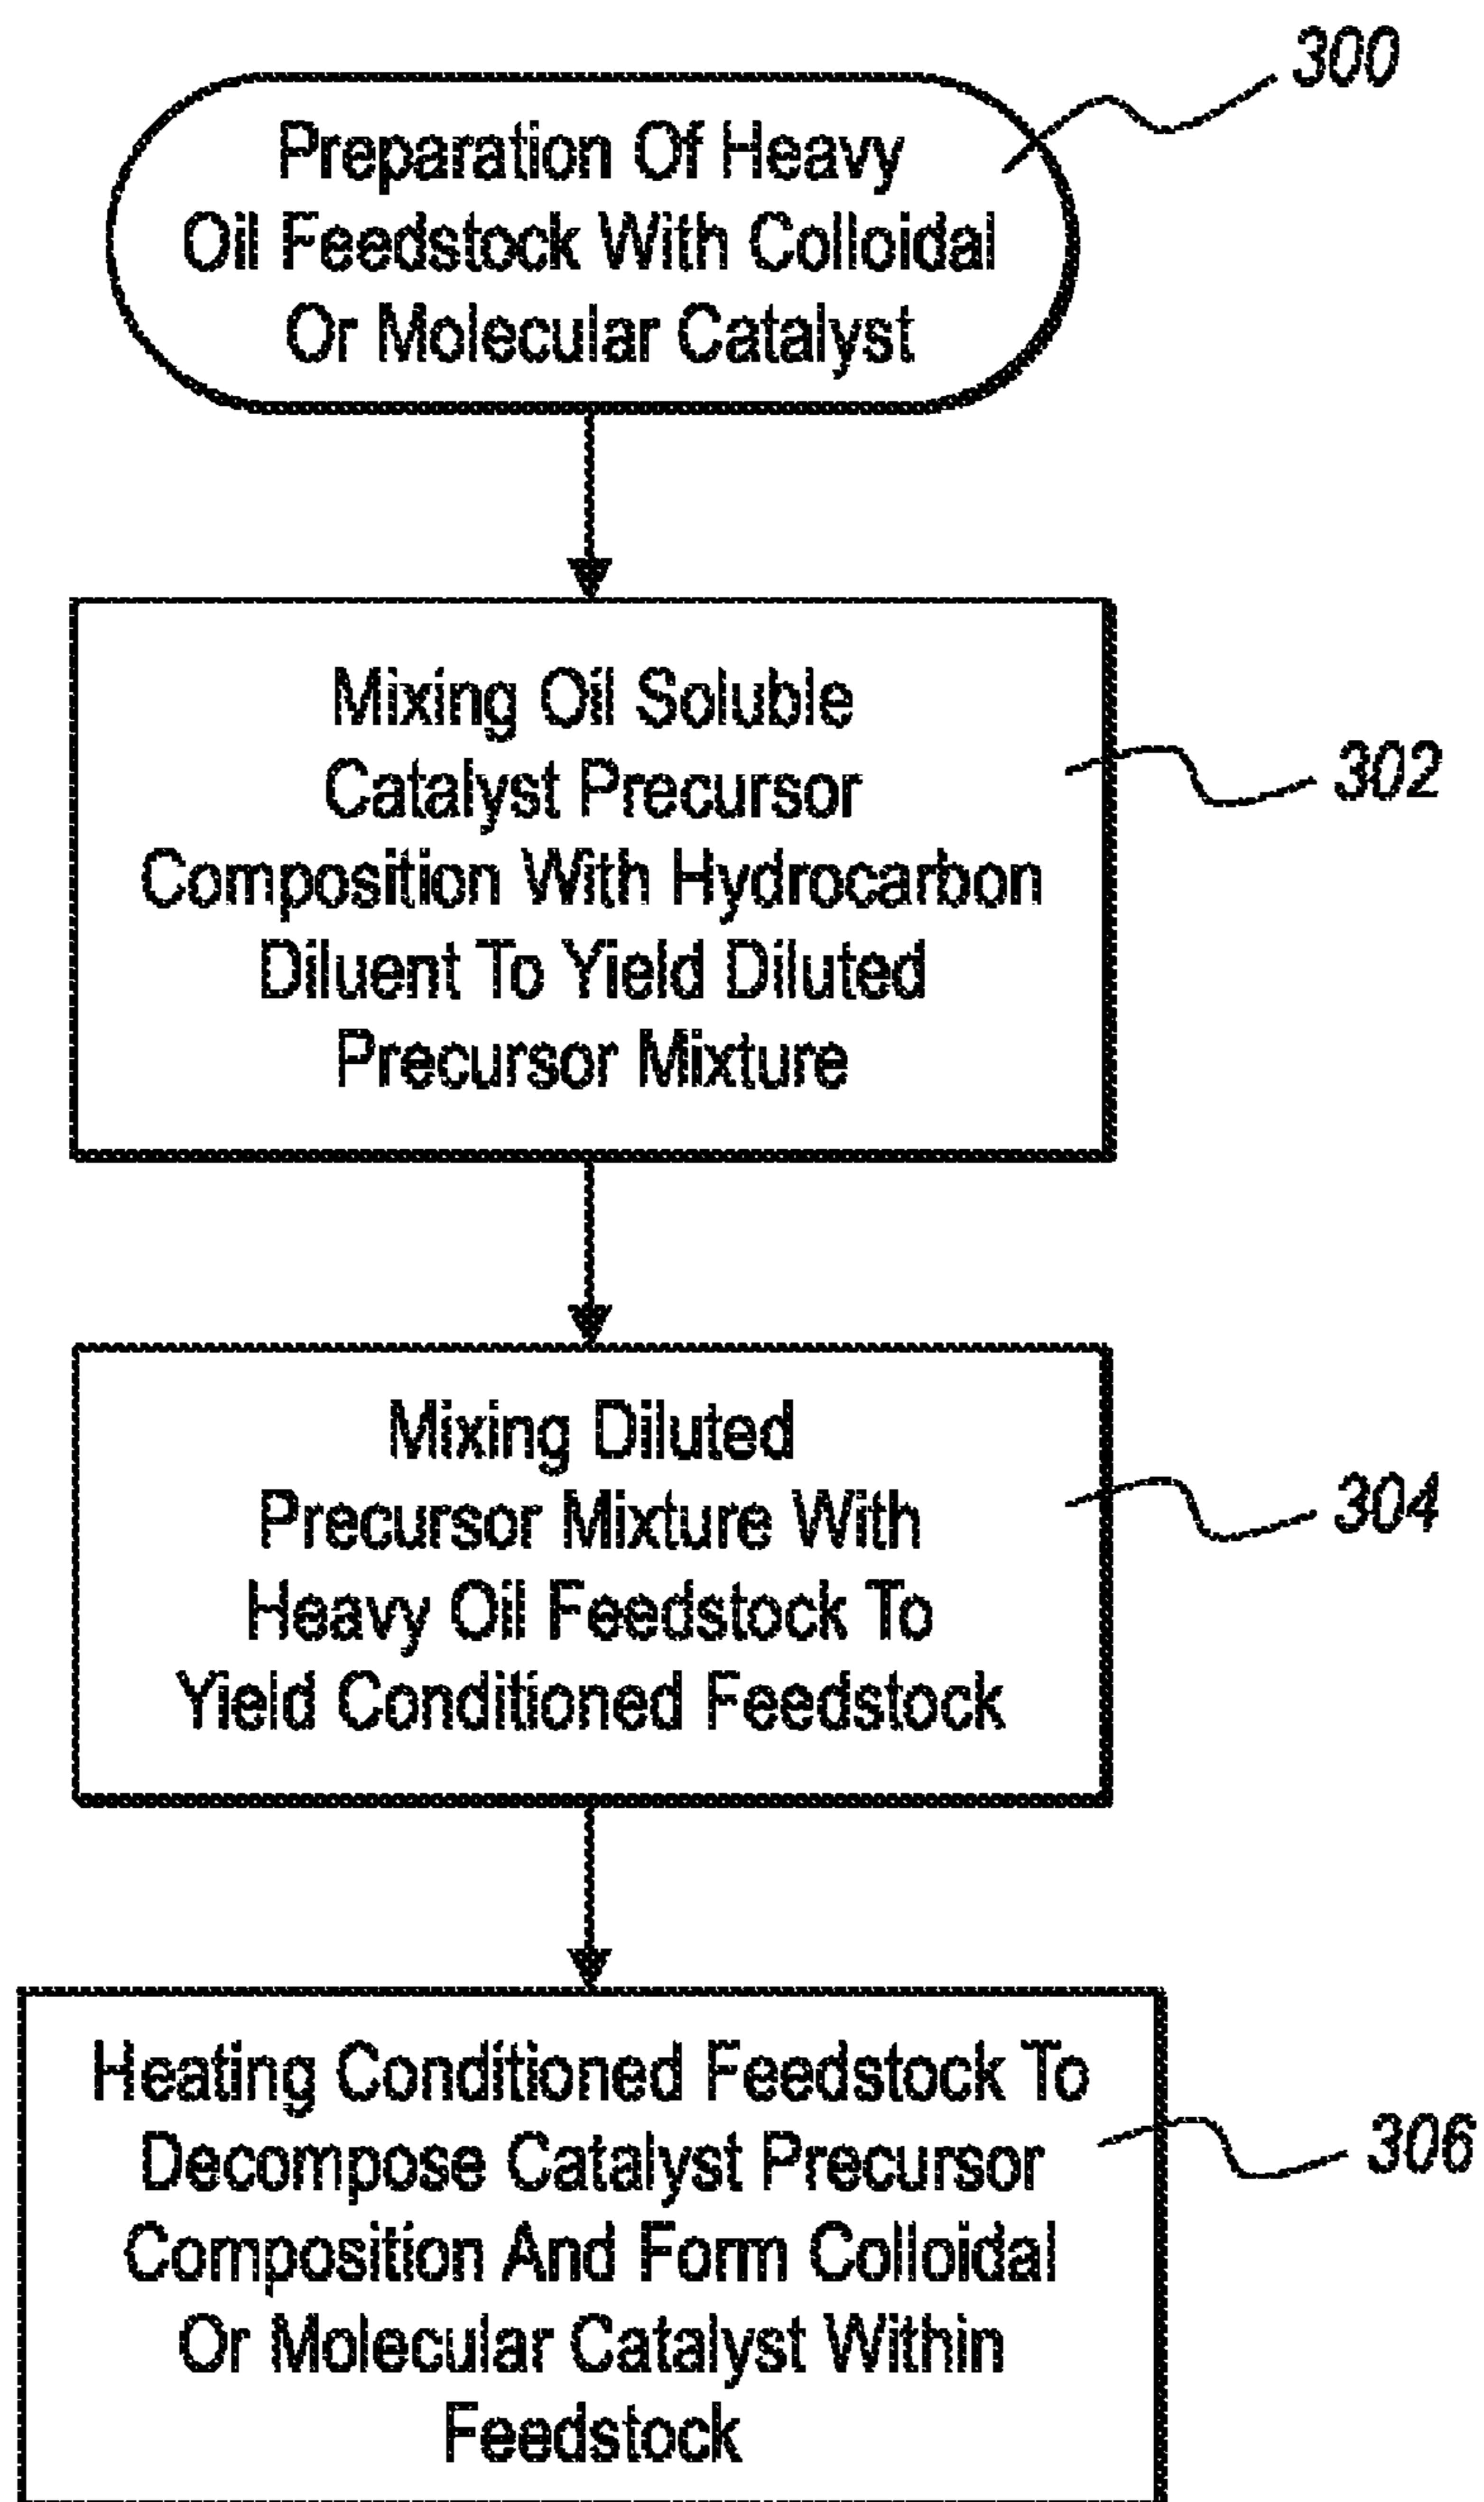 300
Preparation Of Heavy
Oil Feedstock With Colloidal
Or Molecular Catalyst
Mixing Oil Soluble
Catalyst Precursor
302
Composition With Hydrocarbon
Diluent To Yield Diluted
Precursor Mixture
Mixing Diluted
Precursor Mixture With
304
Heavy Oil Feedstock To
Yield Conditioned Feedstock
Heating Conditioned Feedstock To
Decompose Catalyst Precursor
306
Composition And Form Colloidal
Or Molecular Catalyst Within
Feedstock